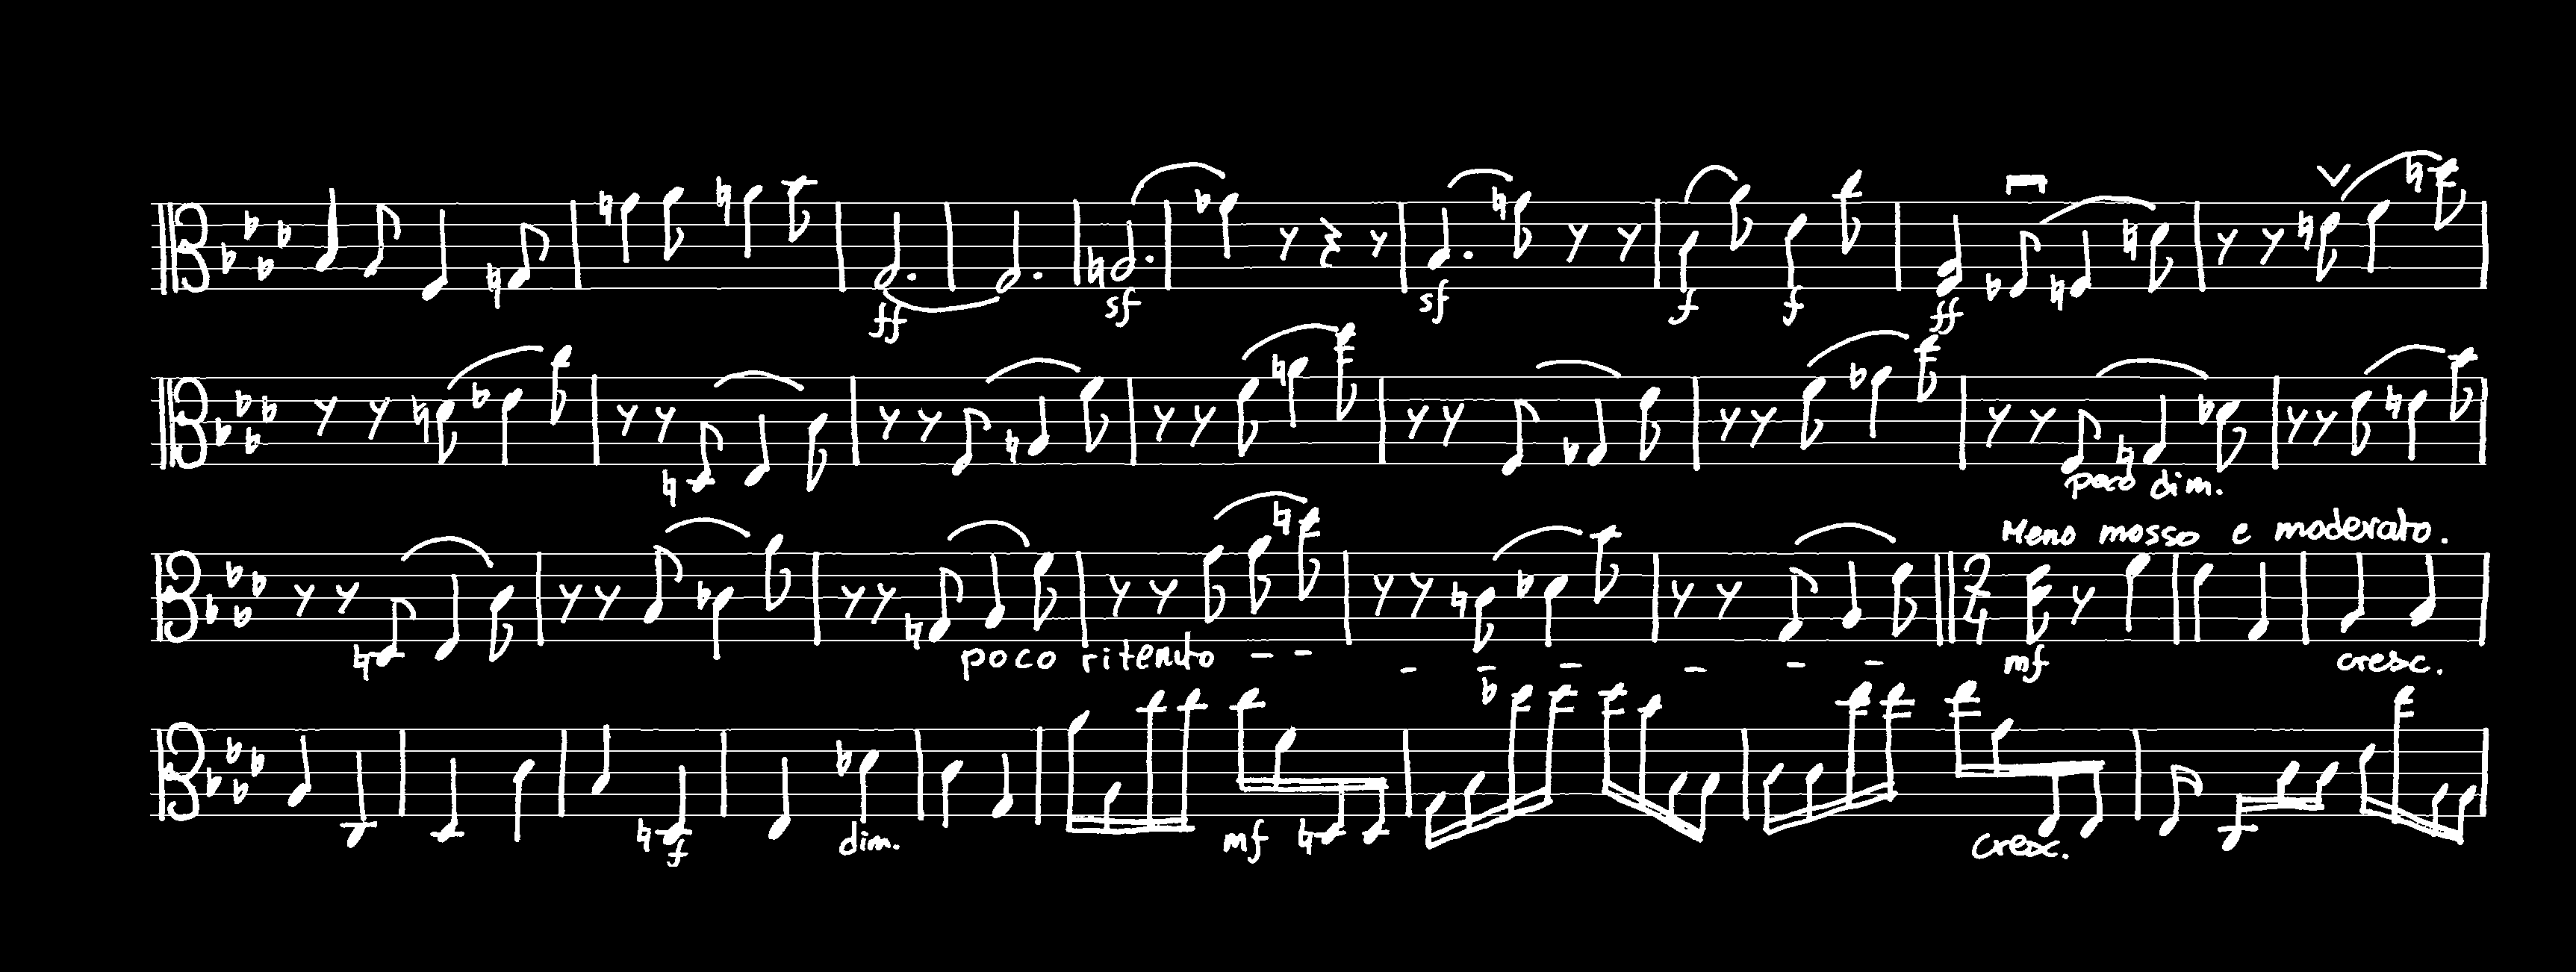 ff sf sf f f ff
poco dim.
Meno mosso e moderato.
poco ritenuto - - - - - - - - mf cresc.
f dim. mf cresc.